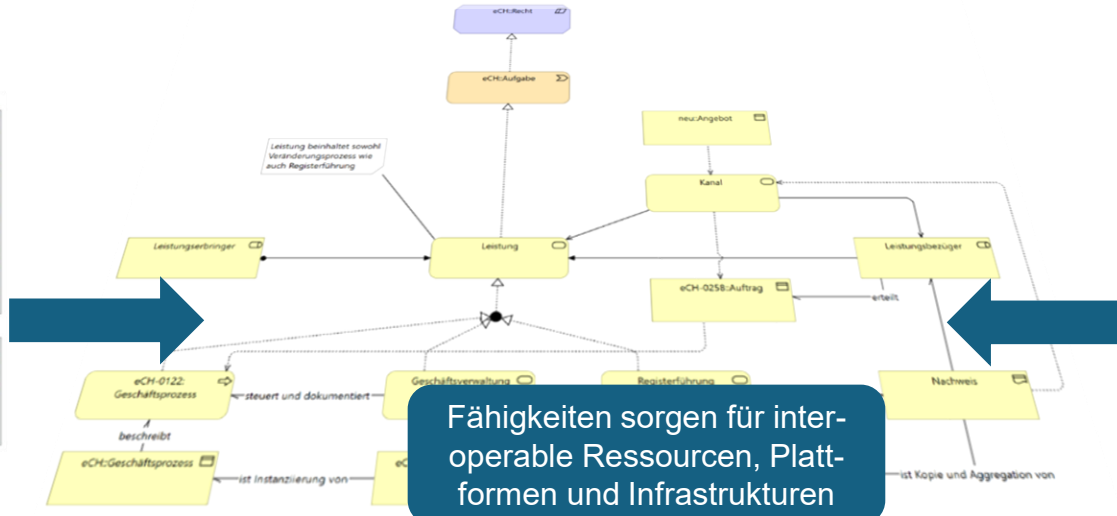 eCH:Recht
eCH:Aufgabe
neu:Angebot
Leistung beinhaltet sowohl
Veränderungsprozess wie
auch Registerführung
Kanal
Leistungserbringer
Leistung
Leistungsbezüger
eCH-0258::Auftrag
erteilt
eCH-0122:
Geschäftsprozess
steuert und dokumentiert
Geschäftsverwaltung
Registerführung
Nachweis
beschreibt
eCH::Geschäftsprozess
ist Instanziierung von
Fähigkeiten sorgen für inter-
operable Ressourcen, Platt-
formen und Infrastrukturen
ist Kopie und Aggregation von